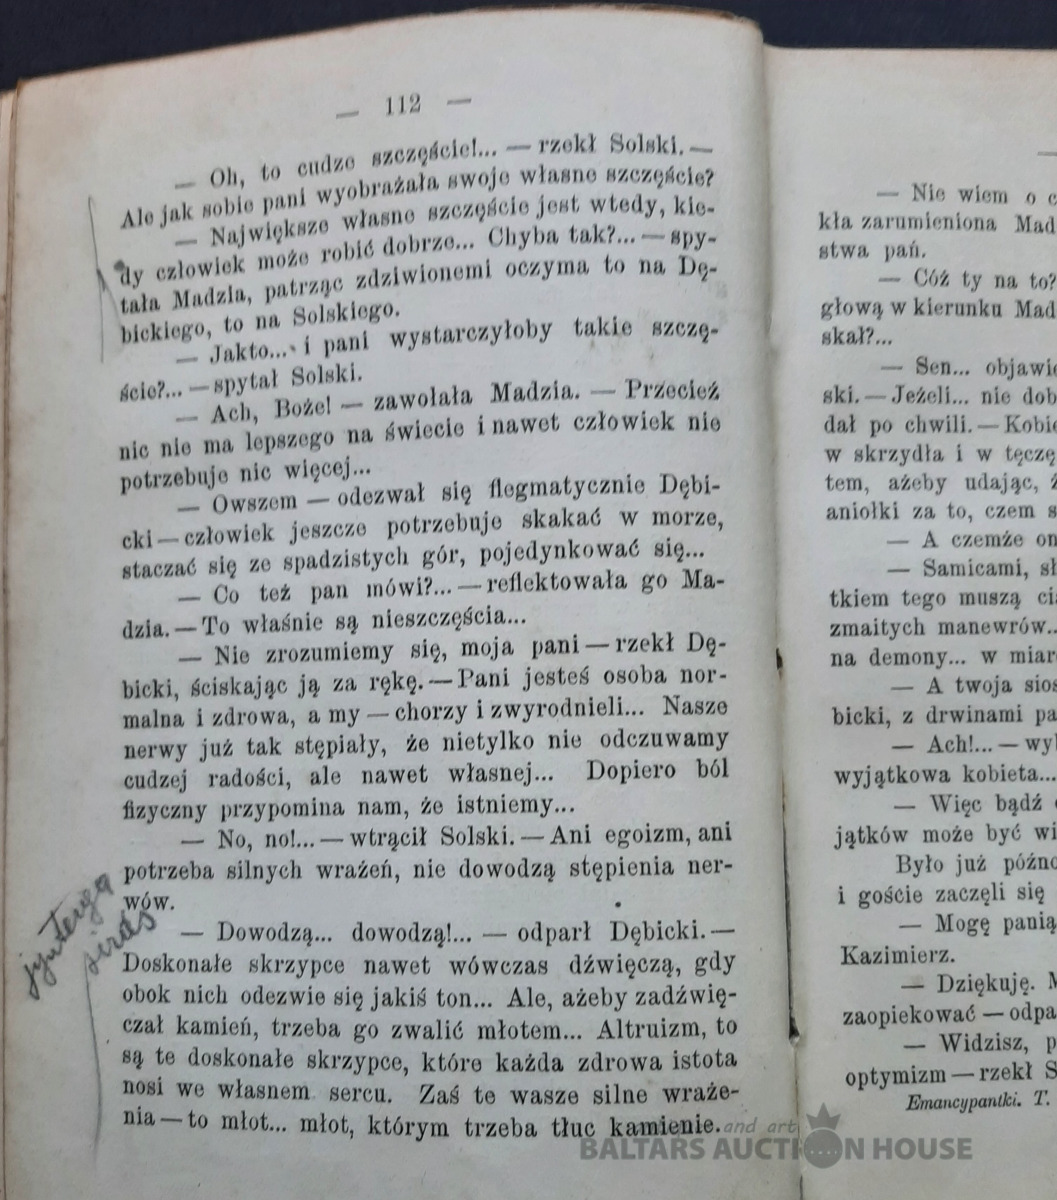 — 112 —
— Oh, to cudze szczęście!... — rzekł Solski. —
Ale jak sobie pani wyobrażała swoje własne szczęście?
— Największe własne szczęście jest wtedy, kie-
dy człowiek może robić dobrze... Chyba tak?... — spy-
tała Madzia, patrząc zdziwionemi oczyma to na Dę-
bickiego, to na Solskiego.
— Jakto... i pani wystarczyłoby takie szczę-
ście?... — spytał Solski.
— Ach, Boże! — zawołała Madzia. — Przecież
nic nie ma lepszego na świecie i nawet człowiek nie
potrzebuje nic więcej...
— Owszem — odezwał się flegmatycznie Dębi-
cki — człowiek jeszcze potrzebuje skakać w morze,
staczać się ze spadzistych gór, pojedynkować się...
— Co też pan mówi?... — reflektowała go Ma-
dzia. — To właśnie są nieszczęścia...
— Nie zrozumiemy się, moja pani — rzekł Dę-
bicki, ściskając ją za rękę. — Pani jesteś osoba nor-
malna i zdrowa, a my — chorzy i zwyrodnieli... Nasze
nerwy już tak stępiały, że nietylko nie odczuwamy
cudzej radości, ale nawet własnej... Dopiero ból
fizyczny przypomina nam, że istniemy...
— No, no!... — wtrącił Solski. — Ani egoizm, ani
potrzeba silnych wrażeń, nie dowodzą stępienia ner-
wów.
— Dowodzą... dowodzą!... — odparł Dębicki. —
Doskonałe skrzypce nawet wówczas dźwięczą, gdy
obok nich odezwie się jakiś ton... Ale, ażeby zadźwię-
czał kamień, trzeba go zwalić młotem... Altruizm, to
są te doskonałe skrzypce, które każda zdrowa istota
nosi we własnem sercu. Zaś te wasze silne wraże-
nia — to młot... młot, którym trzeba tłuc kamienie.
— Nie wiem o
kła zarumieniona Mad
stwa pań.
— Cóż ty na to?
głową w kierunku Mad
skał?...
— Sen... objawie
ski. — Jeżeli... nie dob
dał po chwili. — Kobie
w skrzydła i w tęczę
tem, ażeby udając, ż
aniołki za to, czem s
— A czemże on
— Samicami, sł
tkiem tego muszą cia
zmaitych manewrów...
na demony... w miar
— A twoja sios
bicki, z drwinami pa
— Ach!... — wyk
wyjątkowa kobieta...
— Więc bądź
jątków może być wi
Było już późno
i goście zaczęli się
— Mogę panią
Kazimierz.
— Dziękuję. M
zaopiekować — odpa
— Widzisz, p
optymizm — rzekł S
Emancypantki. T.
and art
BALTARS AUCTION HOUSE